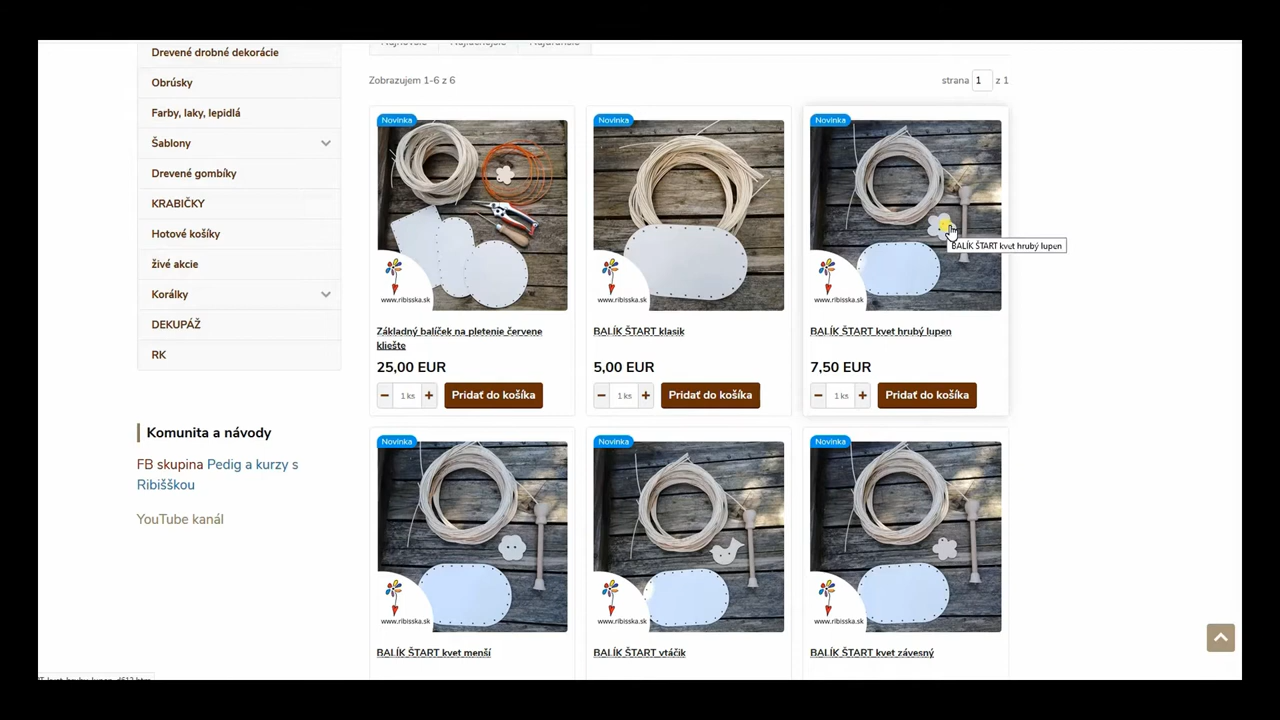 Drevené drobné dekorácie
Obrúsky
Farby, laky, lepidlá
Šablony
Drevené gombíky
KRABIČKY
Hotové košíky
živé akcie
Korálky
DEKUPÁŽ
RK
Komunita a návody
FB skupina Pedig a kurzy s
Ribišškou
YouTube kanál
Zobrazujem 1-6 z 6
strana 1 z 1
Novinka
www.ribisska.sk
Základný balíček na pletenie červene
kliešte
25,00 EUR
1 ks
Pridať do košíka
Novinka
www.ribisska.sk
BALÍK ŠTART klasik
5,00 EUR
1 ks
Pridať do košíka
Novinka
BALÍK ŠTART kvet hrubý lupen
www.ribisska.sk
BALÍK ŠTART kvet hrubý lupen
7,50 EUR
1 ks
Pridať do košíka
Novinka
www.ribisska.sk
BALÍK ŠTART kvet menší
Novinka
www.ribisska.sk
BALÍK ŠTART vtáčik
Novinka
www.ribisska.sk
BALÍK ŠTART kvet závesný